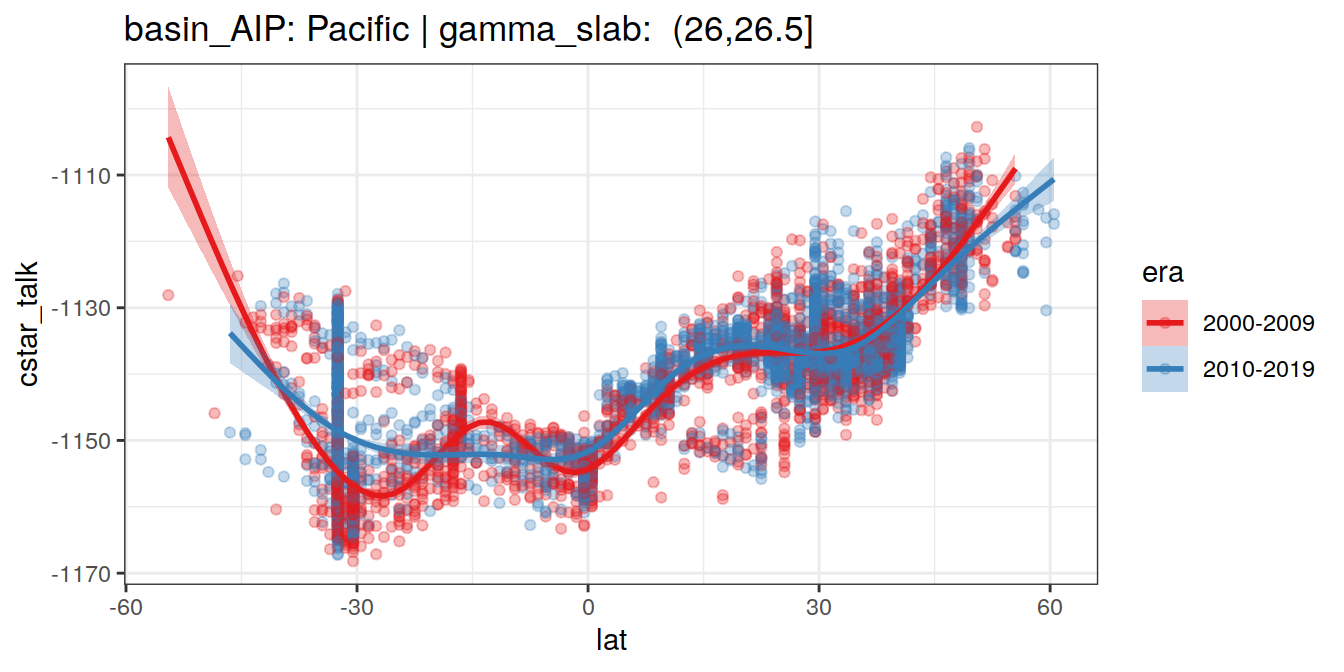 basin_AIP: Pacific | gamma_slab:  (26,26.5]
cstar_talk
-1110
-1130
-1150
-1170
-60
-30
0
30
60
lat
era
2000-2009
2010-2019